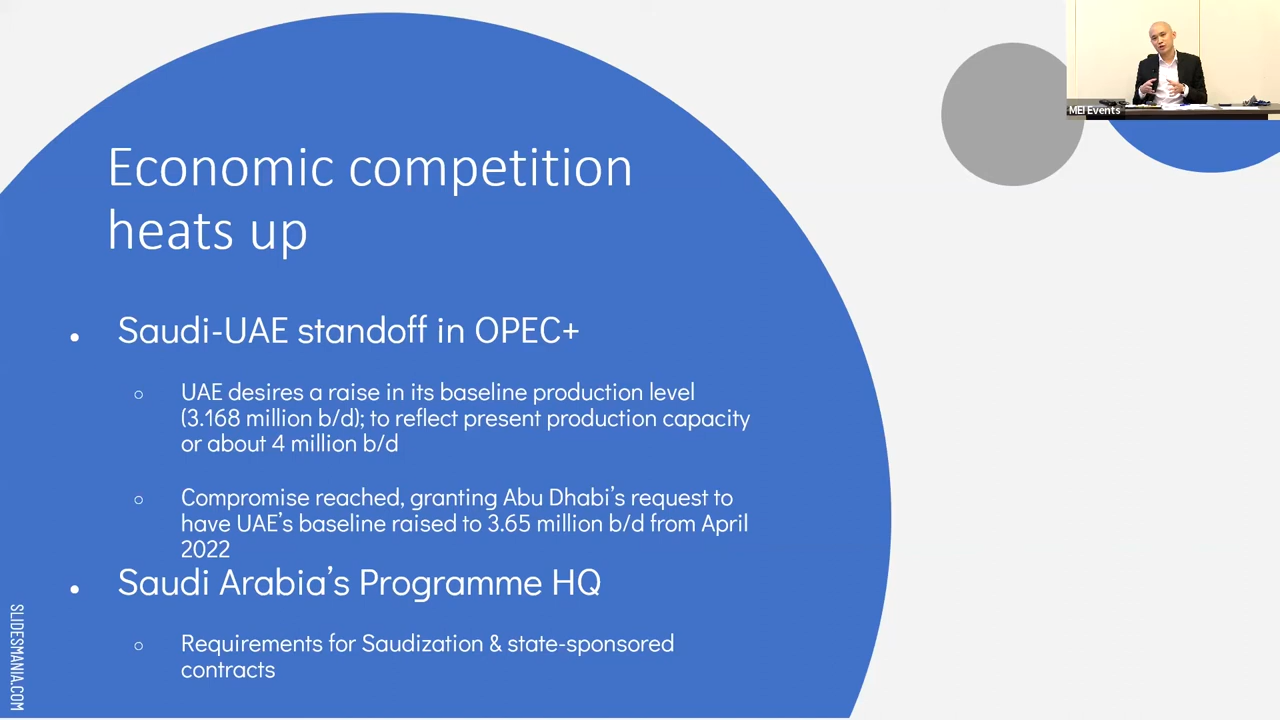 MEI Events
Economic competition
heats up
• Saudi-UAE standoff in OPEC+
○ UAE desires a raise in its baseline production level
(3.168 million b/d); to reflect present production capacity
or about 4 million b/d
○ Compromise reached, granting Abu Dhabi's request to
have UAE's baseline raised to 3.65 million b/d from April
2022
• Saudi Arabia's Programme HQ
○ Requirements for Saudization & state-sponsored
contracts
SLIDESMANIA.COM